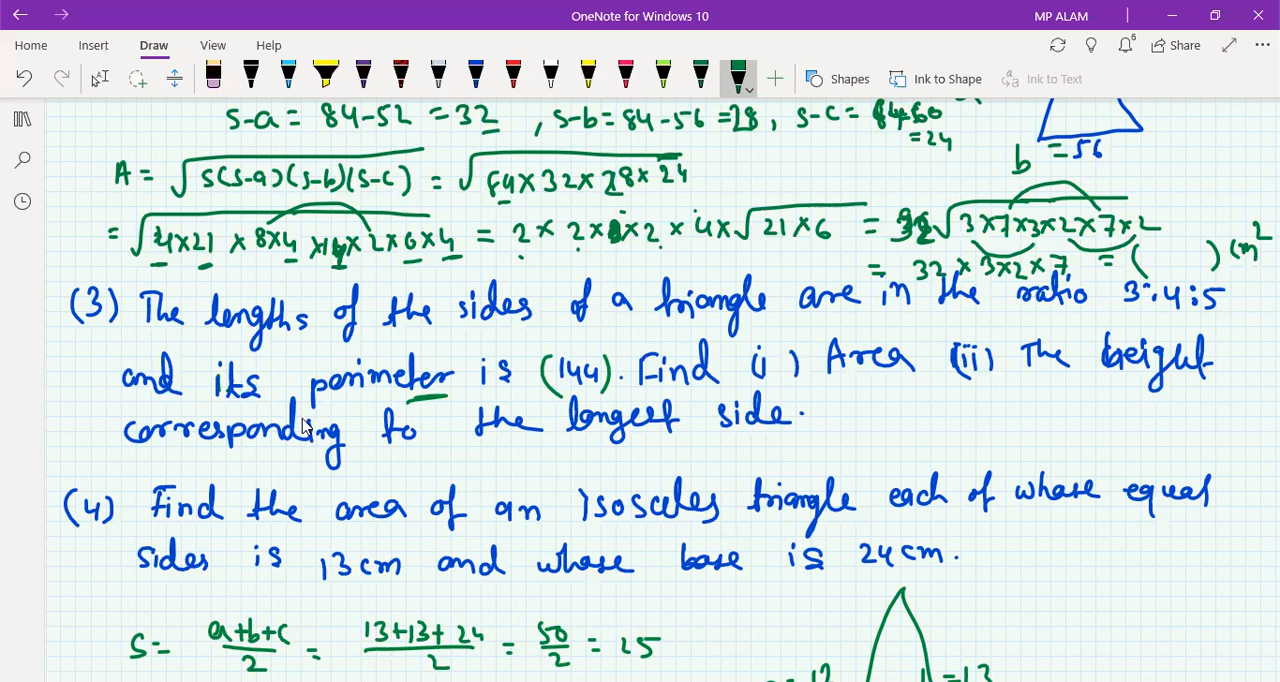 OneNote for Windows 10
MP ALAM
Home Insert Draw View Help
Share
Shapes Ink to Shape Ink to Text
s-a = 84-52 = 32 , s-b = 84-56 = 28 , s-c =
= 24
b = 56
A = √s(s-a)(s-b)(s-c) = √84×32×28×24
= √4×21×8×4××2×6×4 = 2×2××2×4×√21×6 = √3×7×3×2×7×2
= 32×3×2×7 = ( ) cm²
(3) The lengths of the sides of a triangle are in the ratio 3:4:5
and its perimeter is (144). Find (i) Area (ii) The height
corresponding to the longest side.
(4) Find the area of an Isosceles triangle each of whose equal
sides is 13cm and whose base is 24cm.
S = a+b+c/2 = 13+13+24/2 = 50/2 = 25
= 13